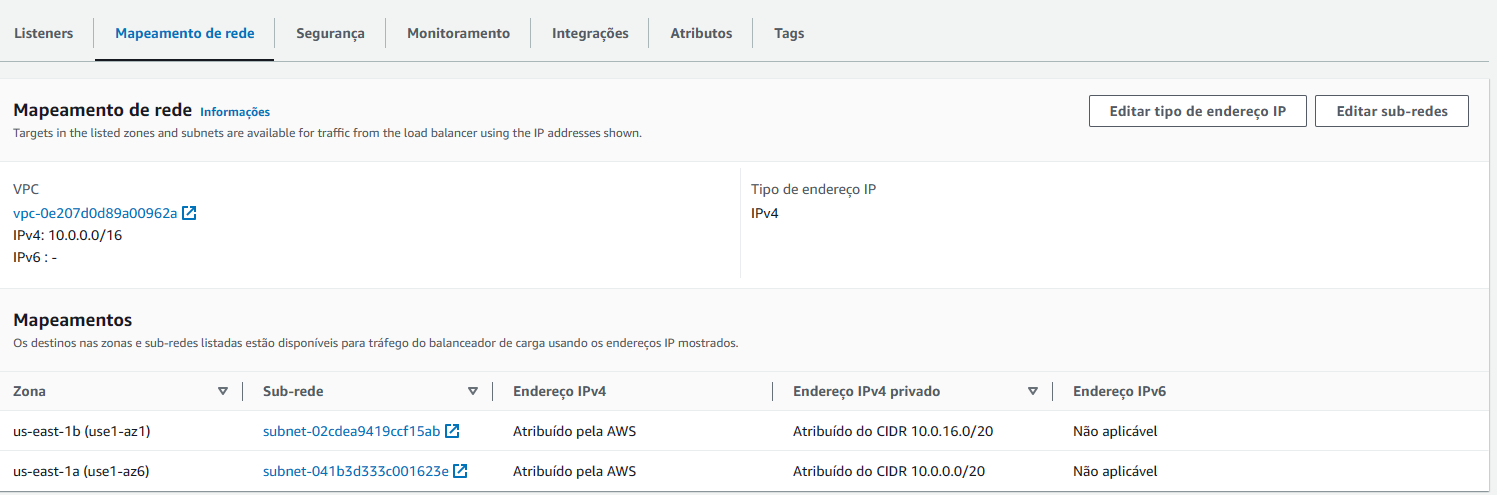 Listeners Mapeamento de rede Segurança Monitoramento Integrações Atributos Tags
Mapeamento de rede Informações Editar tipo de endereço IP Editar sub-redes
Targets in the listed zones and subnets are available for traffic from the load balancer using the IP addresses shown.
VPC Tipo de endereço IP
vpc-0e207d0d89a00962a IPv4
IPv4: 10.0.0.0/16
IPv6 : -
Mapeamentos
Os destinos nas zonas e sub-redes listadas estão disponíveis para tráfego do balanceador de carga usando os endereços IP mostrados.
Zona Sub-rede Endereço IPv4 Endereço IPv4 privado Endereço IPv6
us-east-1b (use1-az1) subnet-02cdea9419ccf15ab Atribuído pela AWS Atribuído do CIDR 10.0.16.0/20 Não aplicável
us-east-1a (use1-az6) subnet-041b3d333c001623e Atribuído pela AWS Atribuído do CIDR 10.0.0.0/20 Não aplicável